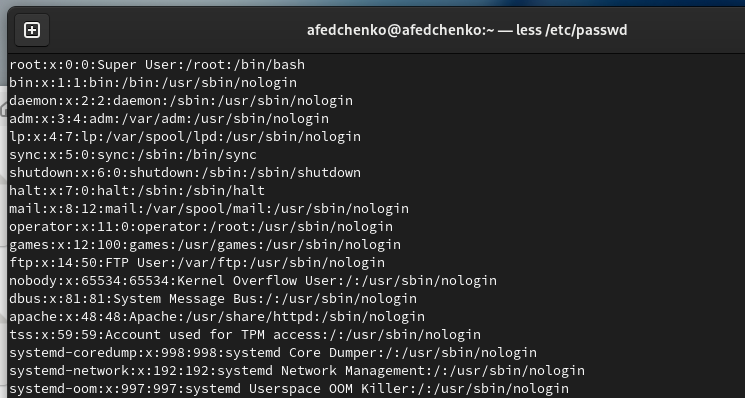 afedchenko@afedchenko:~ — less /etc/passwd
root:x:0:0:Super User:/root:/bin/bash
bin:x:1:1:bin:/bin:/usr/sbin/nologin
daemon:x:2:2:daemon:/sbin:/usr/sbin/nologin
adm:x:3:4:adm:/var/adm:/usr/sbin/nologin
lp:x:4:7:lp:/var/spool/lpd:/usr/sbin/nologin
sync:x:5:0:sync:/sbin:/bin/sync
shutdown:x:6:0:shutdown:/sbin:/sbin/shutdown
halt:x:7:0:halt:/sbin:/sbin/halt
mail:x:8:12:mail:/var/spool/mail:/usr/sbin/nologin
operator:x:11:0:operator:/root:/usr/sbin/nologin
games:x:12:100:games:/usr/games:/usr/sbin/nologin
ftp:x:14:50:FTP User:/var/ftp:/usr/sbin/nologin
nobody:x:65534:65534:Kernel Overflow User:/:/usr/sbin/nologin
dbus:x:81:81:System Message Bus:/:/usr/sbin/nologin
apache:x:48:48:Apache:/usr/share/httpd:/sbin/nologin
tss:x:59:59:Account used for TPM access:/:/usr/sbin/nologin
systemd-coredump:x:998:998:systemd Core Dumper:/:/usr/sbin/nologin
systemd-network:x:192:192:systemd Network Management:/:/usr/sbin/nologin
systemd-oom:x:997:997:systemd Userspace OOM Killer:/:/usr/sbin/nologin